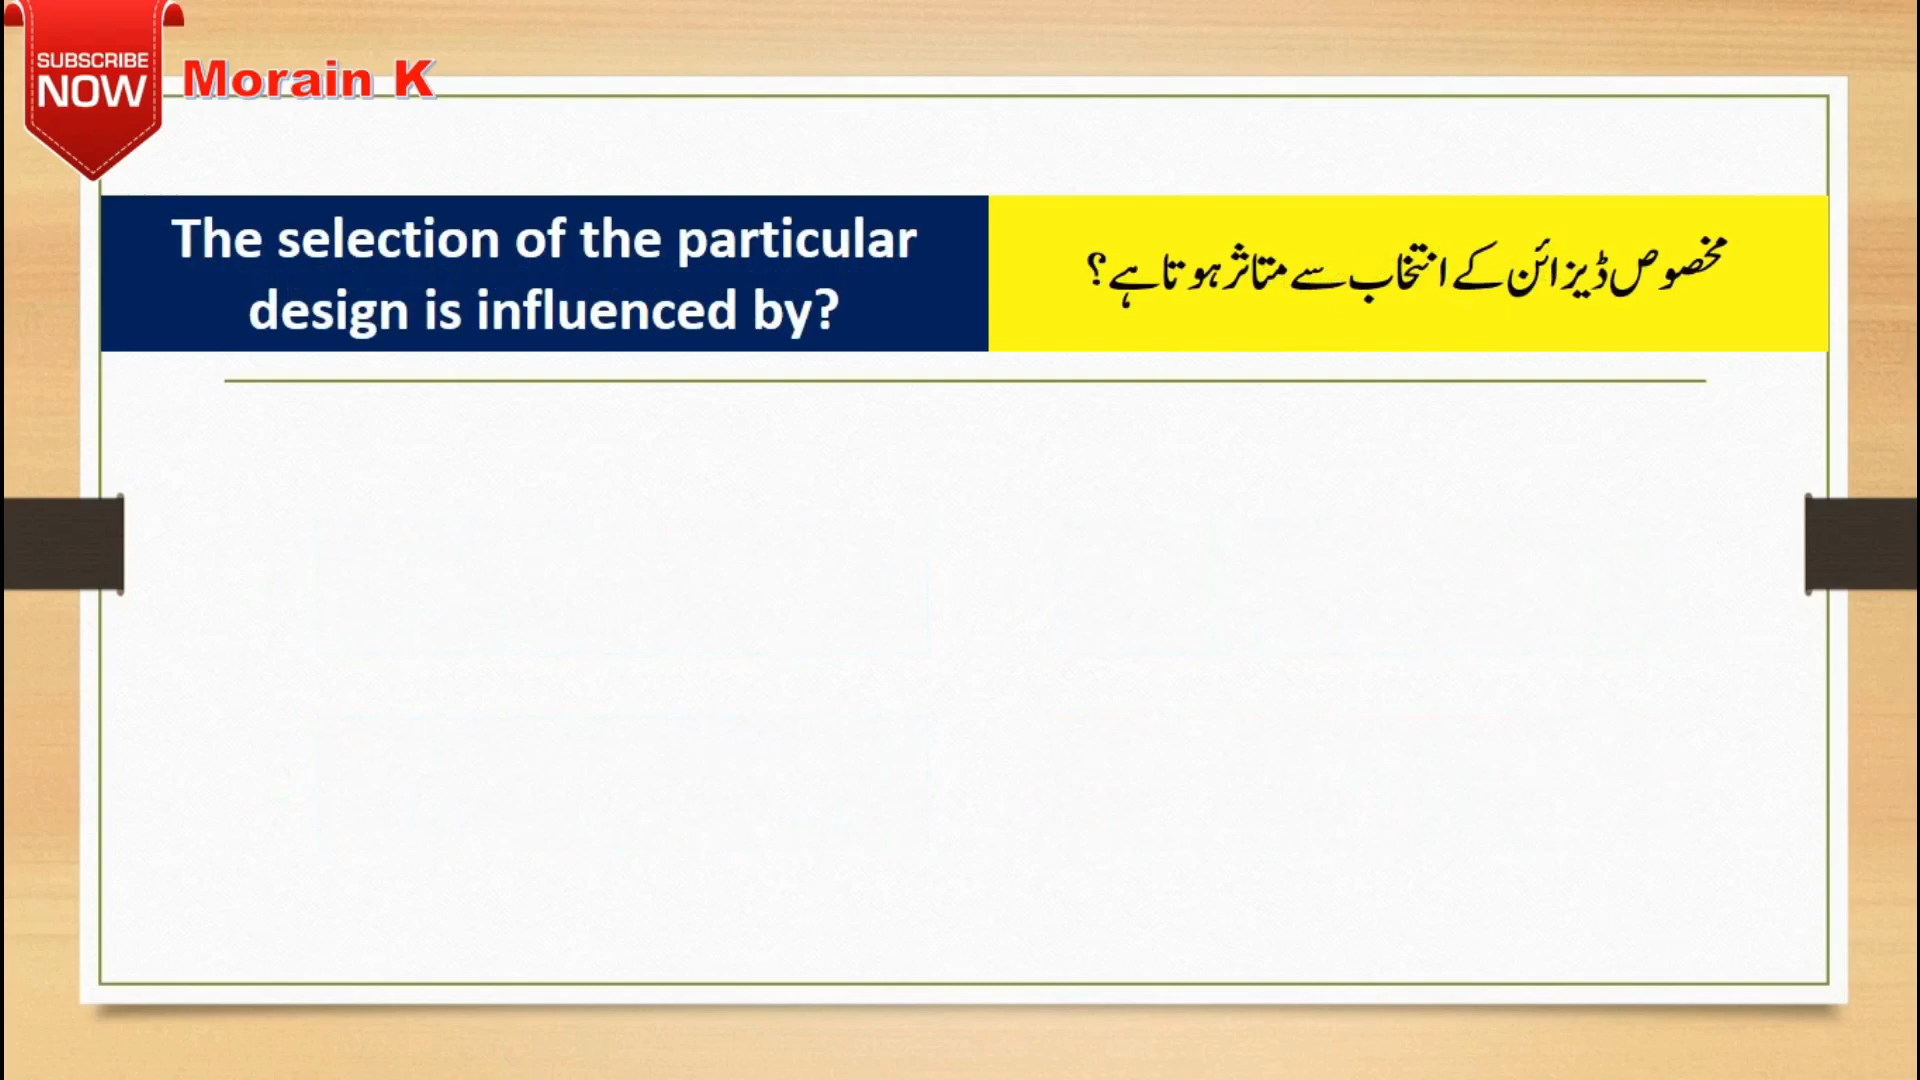 SUBSCRIBE
NOW
Morain K
The selection of the particular
design is influenced by?
مخصوص ڈیزائن کے انتخاب سے متاثر ہوتا ہے؟